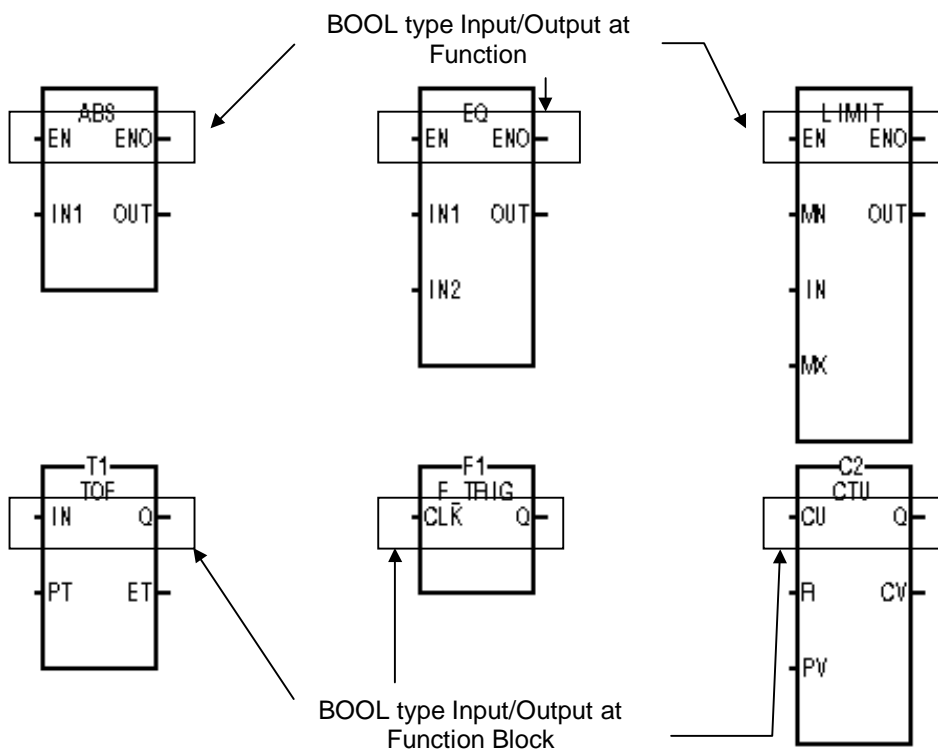 BOOL type Input/Output at
Function
ABS
EN ENO
IN1 OUT
EQ
EN ENO
IN1 OUT
IN2
LIMIT
EN ENO
MN OUT
IN
MX
T1
TOF
IN Q
PT ET
F1
F_TRIG
CLK Q
C2
CTU
CU Q
R CV
PV
BOOL type Input/Output at
Function Block